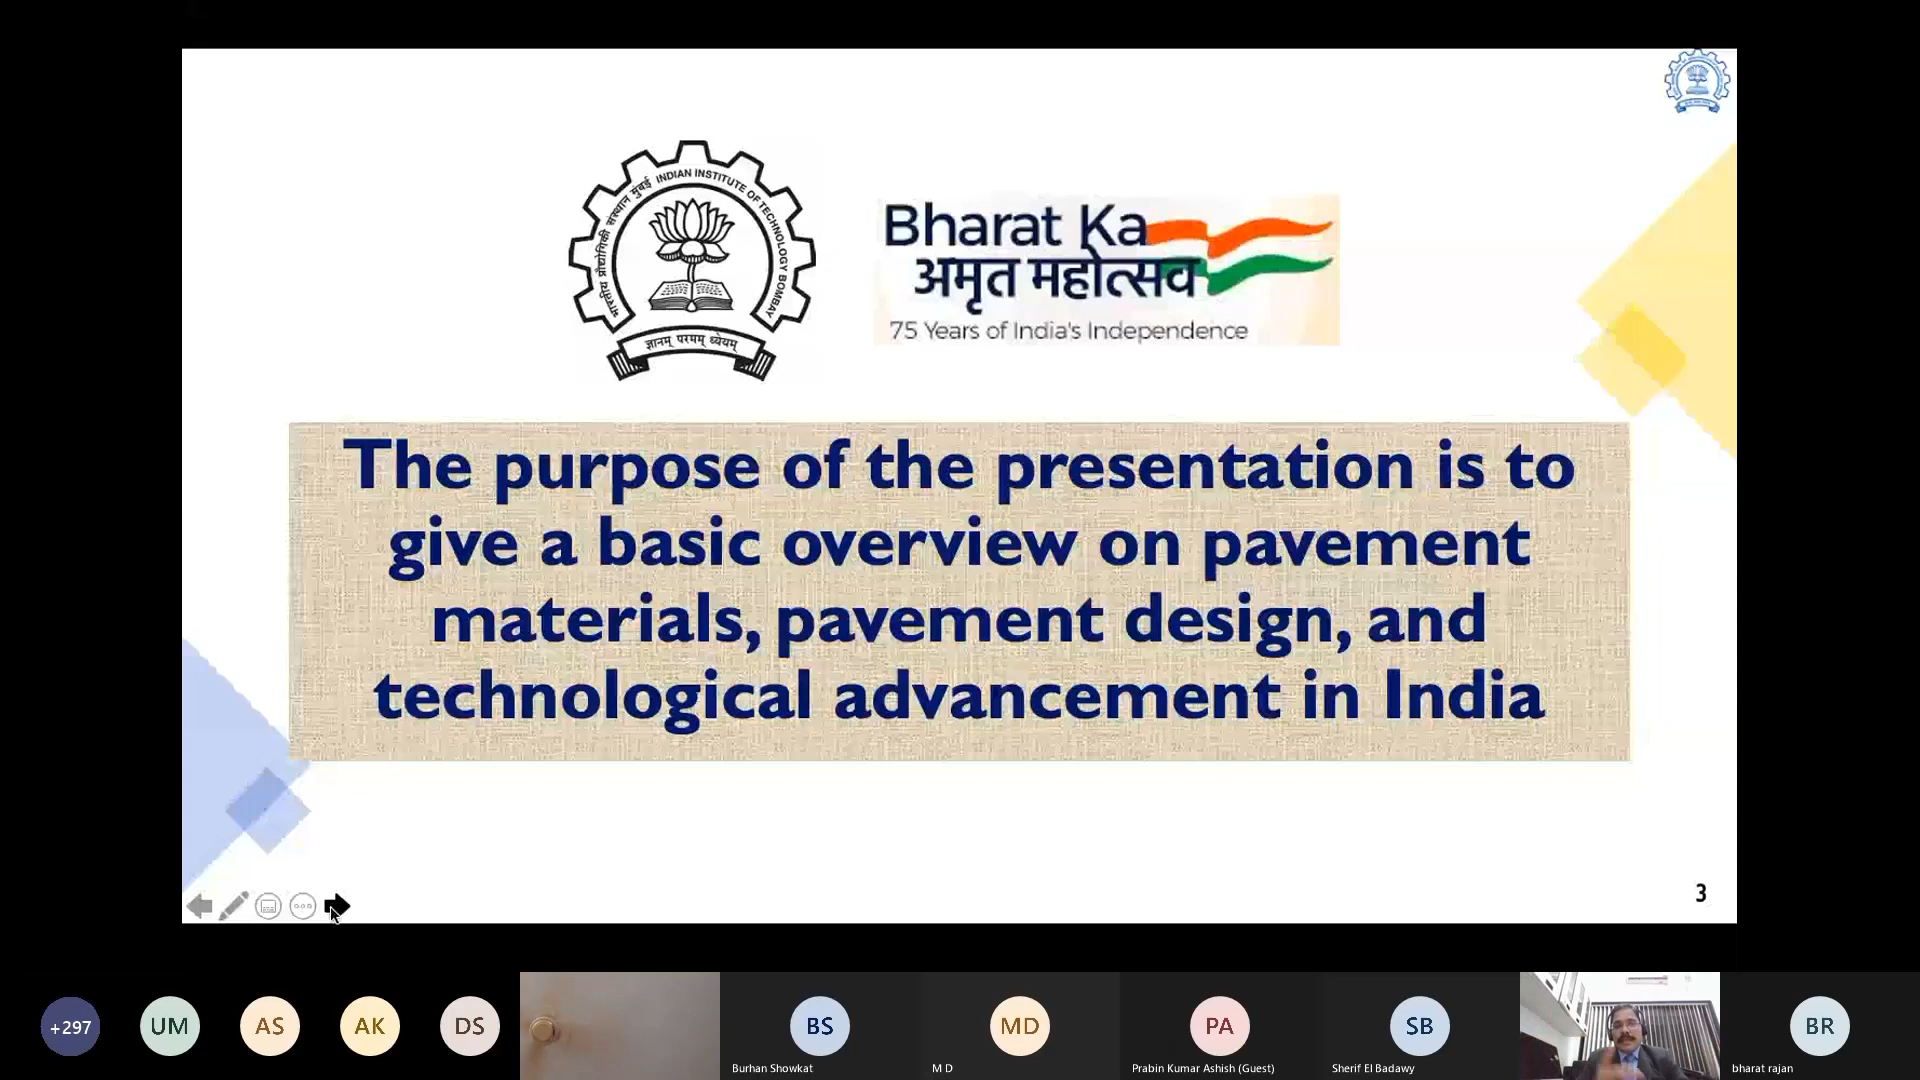 भारतीय प्रौद्योगिकी संस्थान मुंबई INDIAN INSTITUTE OF TECHNOLOGY BOMBAY
ज्ञानम् परमम् ध्येयम्
Bharat Ka
अमृत महोत्सव
75 Years of India's Independence
The purpose of the presentation is to
give a basic overview on pavement
materials, pavement design, and
technological advancement in India
3
+297
UM
AS
AK
DS
BS
Burhan Showkat
MD
M D
PA
Prabin Kumar Ashish (Guest)
SB
Sherif El Badawy
BR
bharat rajan